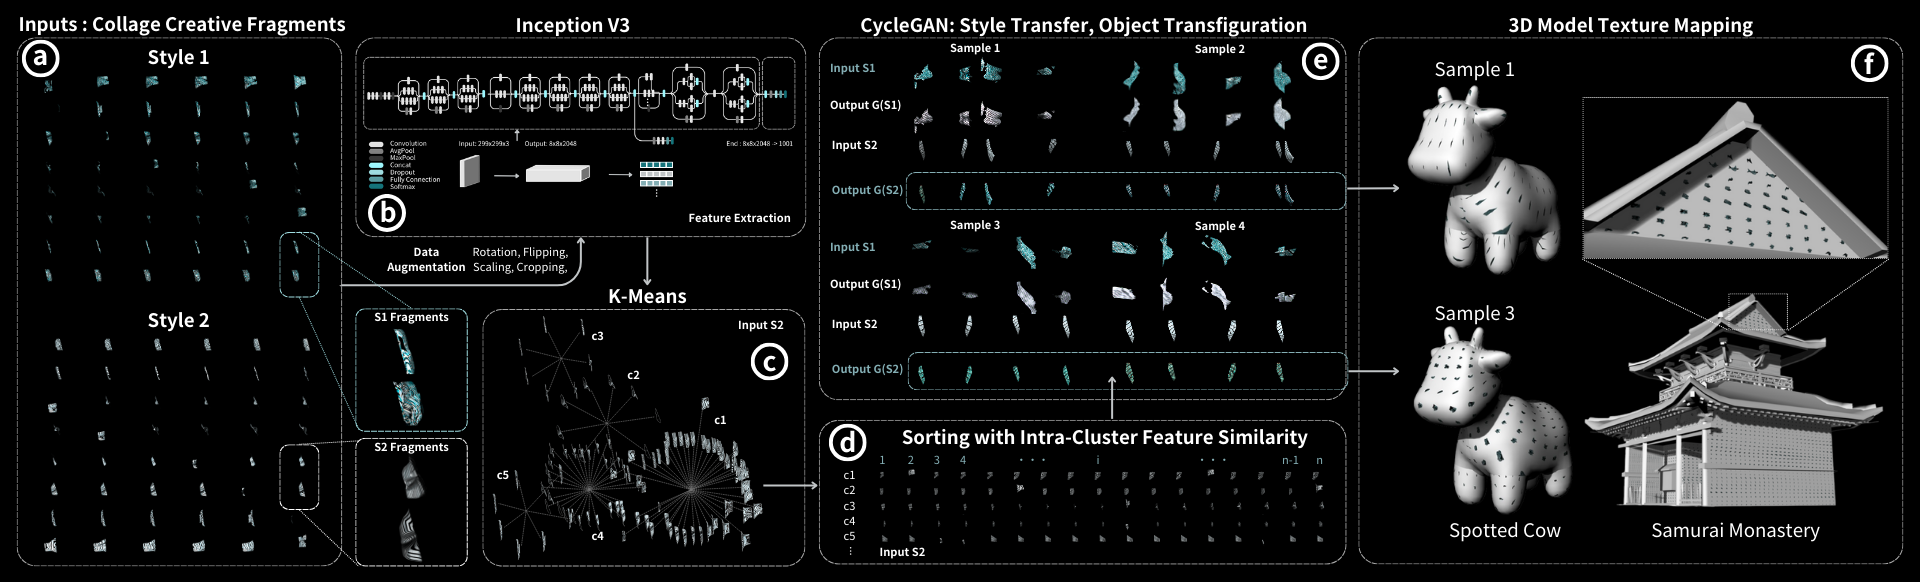 Inputs : Collage Creative Fragments
a
Style 1
Style 2
S1 Fragments
S2 Fragments
Inception V3
Convolution
AvgPool
MaxPool
Concat
Dropout
Fully Connection
Softmax
Input: 299x299x3
Output: 8x8x2048
End : 8x8x2048 -> 1001
b
Feature Extraction
Data
Augmentation
Rotation, Flipping,
Scaling, Cropping,
K-Means
Input S2
c
c3
c2
c1
c5
c4
CycleGAN: Style Transfer, Object Transfiguration
Sample 1
Sample 2
e
Input S1
Output G(S1)
Input S2
Output G(S2)
Sample 3
Sample 4
Input S1
Output G(S1)
Input S2
Output G(S2)
d
Sorting with Intra-Cluster Feature Similarity
1 2 3 4 • • • i • • • n-1 n
c1
c2
c3
c4
c5
⋮
Input S2
3D Model Texture Mapping
Sample 1
f
Sample 3
Spotted Cow
Samurai Monastery